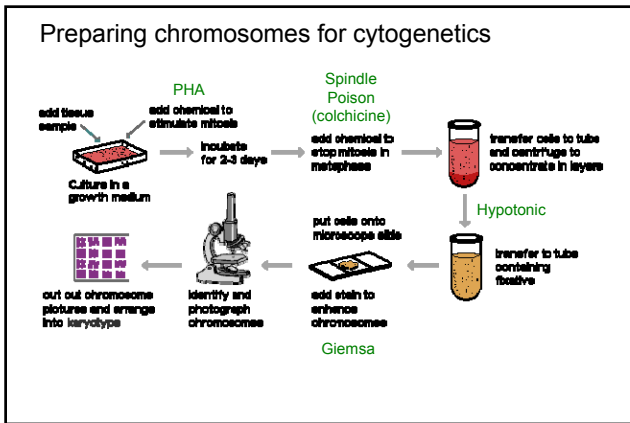 Preparing chromosomes for cytogenetics
PHA
add tissue
sample
add chemical to
stimulate mitosis
Culture in a
growth medium
incubate
for 2-3 days
Spindle
Poison
(colchicine)
add chemical to
stop mitosis in
metaphase
transfer cells to tube
and centrifuge to
concentrate in layers
Hypotonic
transfer to tube
containing
fixative
put cells onto
microscope slide
add stain to
enhance
chromosomes
Giemsa
identify and
photograph
chromosomes
cut out chromosome
pictures and arrange
into karyotype